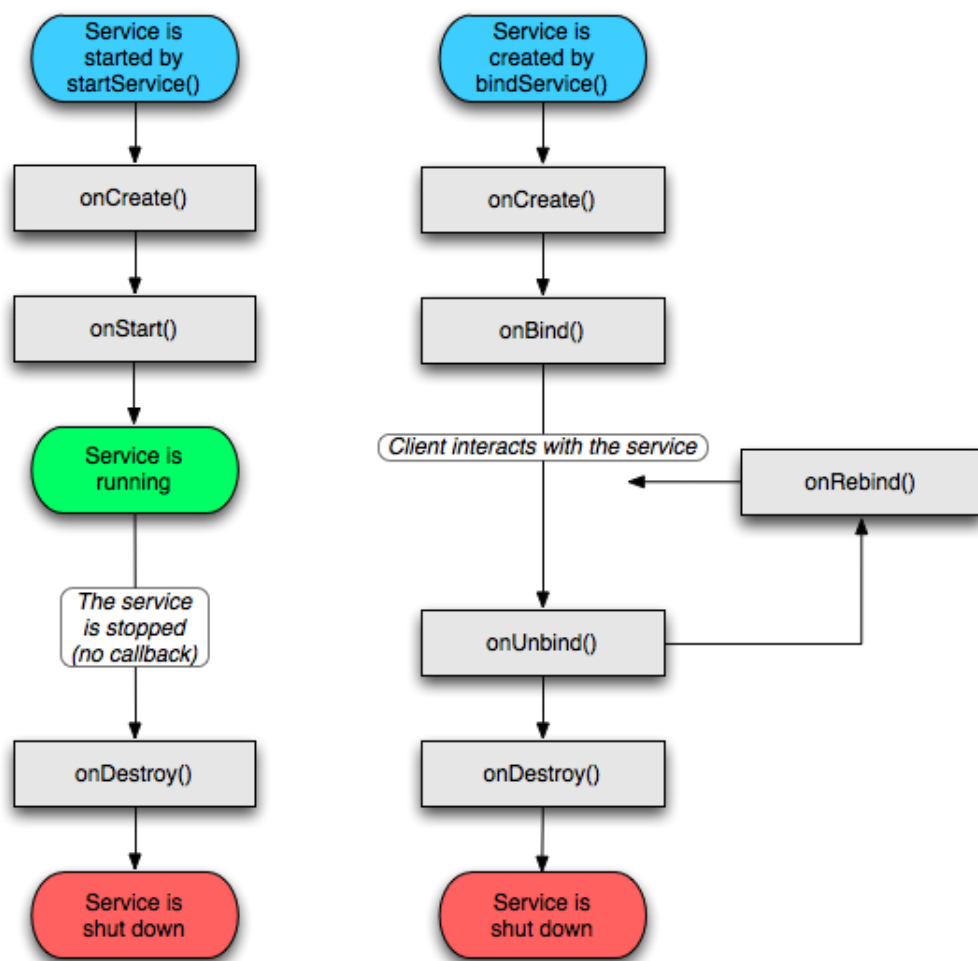 Service is
started by
startService()
onCreate()
onStart()
Service is
running
The service
is stopped
(no callback)
onDestroy()
Service is
shut down
Service is
created by
bindService()
onCreate()
onBind()
Client interacts with the service
onRebind()
onUnbind()
onDestroy()
Service is
shut down